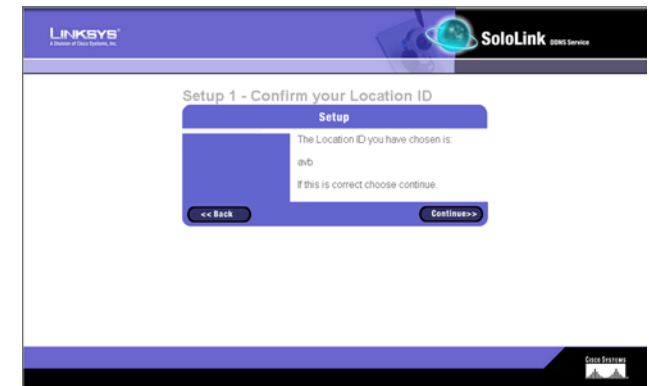 LINKSYS®
A Division of Cisco Systems, Inc.
SoloLink DDNS Service
Setup 1 - Confirm your Location ID
Setup
The Location ID you have chosen is:
avb
If this is correct choose continue.
<< Back
Continue>>
CISCO SYSTEMS